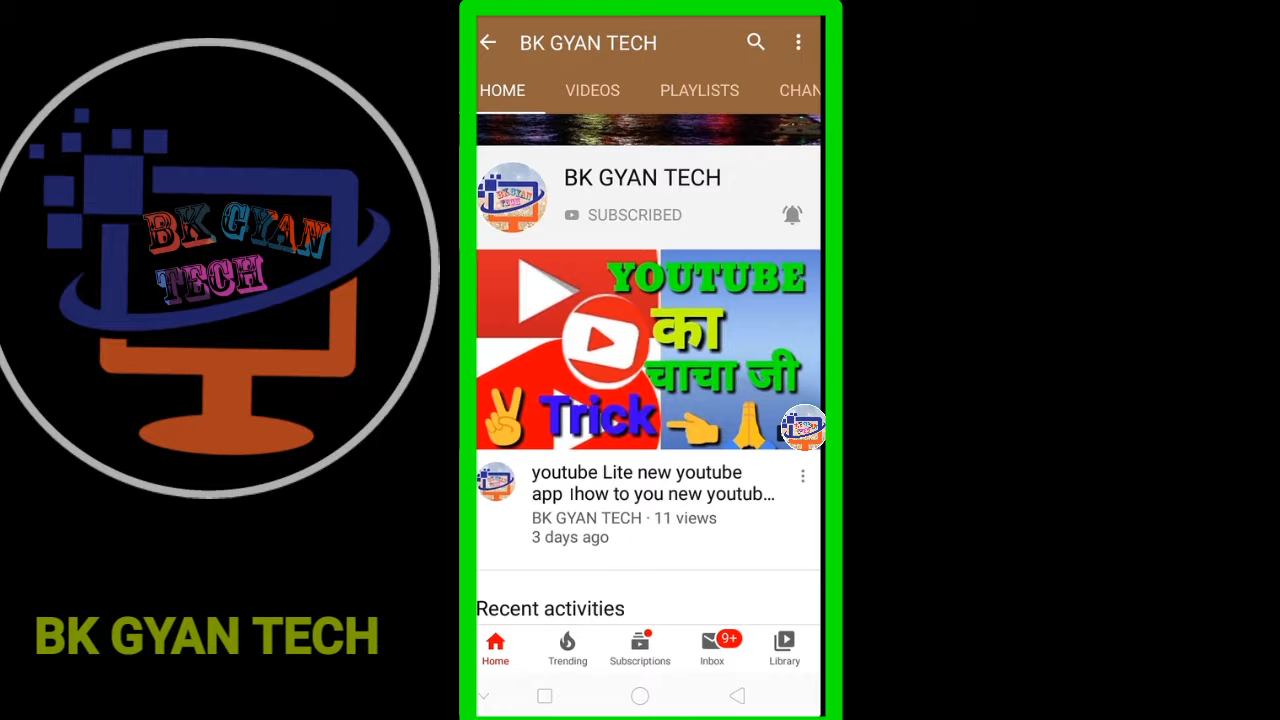 BK GYAN
TECH
BK GYAN TECH
BK GYAN TECH
HOME VIDEOS PLAYLISTS CHAN
BK GYAN TECH
SUBSCRIBED
YOUTUBE
का
चाचा जी
Trick
youtube Lite new youtube
app ।how to you new youtub...
BK GYAN TECH · 11 views
3 days ago
Recent activities
9+
Home Trending Subscriptions Inbox Library